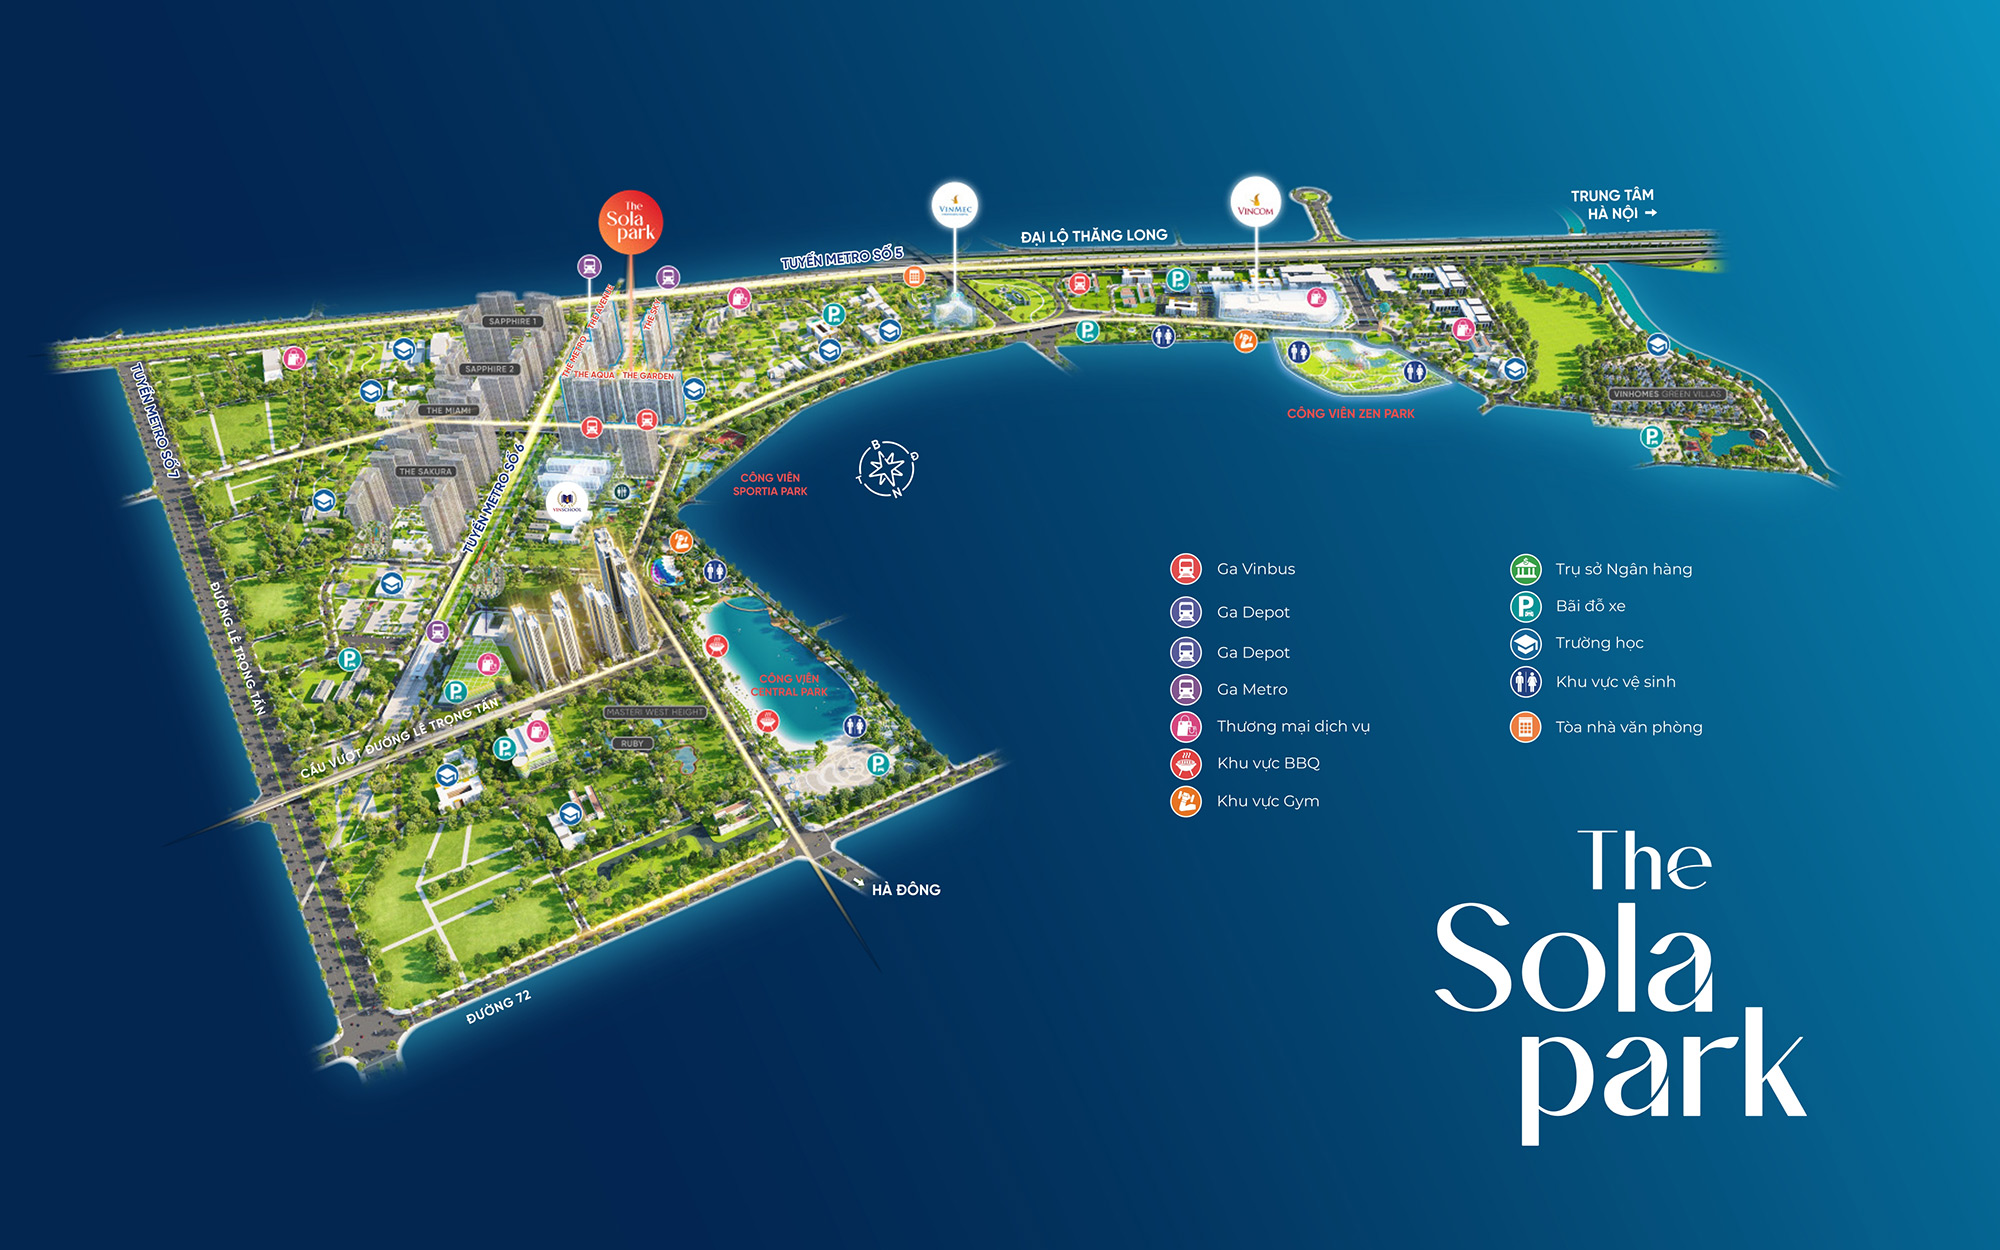 TRUNG TÂM
HÀ NỘI
The
Sola
park
VINMEC
VINCOM
ĐẠI LỘ THĂNG LONG
TUYẾN METRO SỐ 5
SAPPHIRE 1
THE AVENUE
THE SKY
THE METRO
SAPPHIRE 2
THE AQUA
THE GARDEN
THE MIAMI
THE SAKURA
TUYẾN METRO SỐ 7
TUYẾN METRO SỐ 6
VINHOMES GREEN VILLAS
CÔNG VIÊN ZEN PARK
CÔNG VIÊN
SPORTIA PARK
B
Đ
T
N
VINSCHOOL
ĐƯỜNG LÊ TRỌNG TẤN
CÔNG VIÊN
CENTRAL PARK
MASTERI WEST HEIGHT
RUBY
CẦU VƯỢT ĐƯỜNG LÊ TRỌNG TẤN
HÀ ĐÔNG
ĐƯỜNG 72
Ga Vinbus
Ga Depot
Ga Depot
Ga Metro
Thương mại dịch vụ
Khu vực BBQ
Khu vực Gym
Trụ sở Ngân hàng
Bãi đỗ xe
Trường học
Khu vực vệ sinh
Tòa nhà văn phòng
The
Sola
park